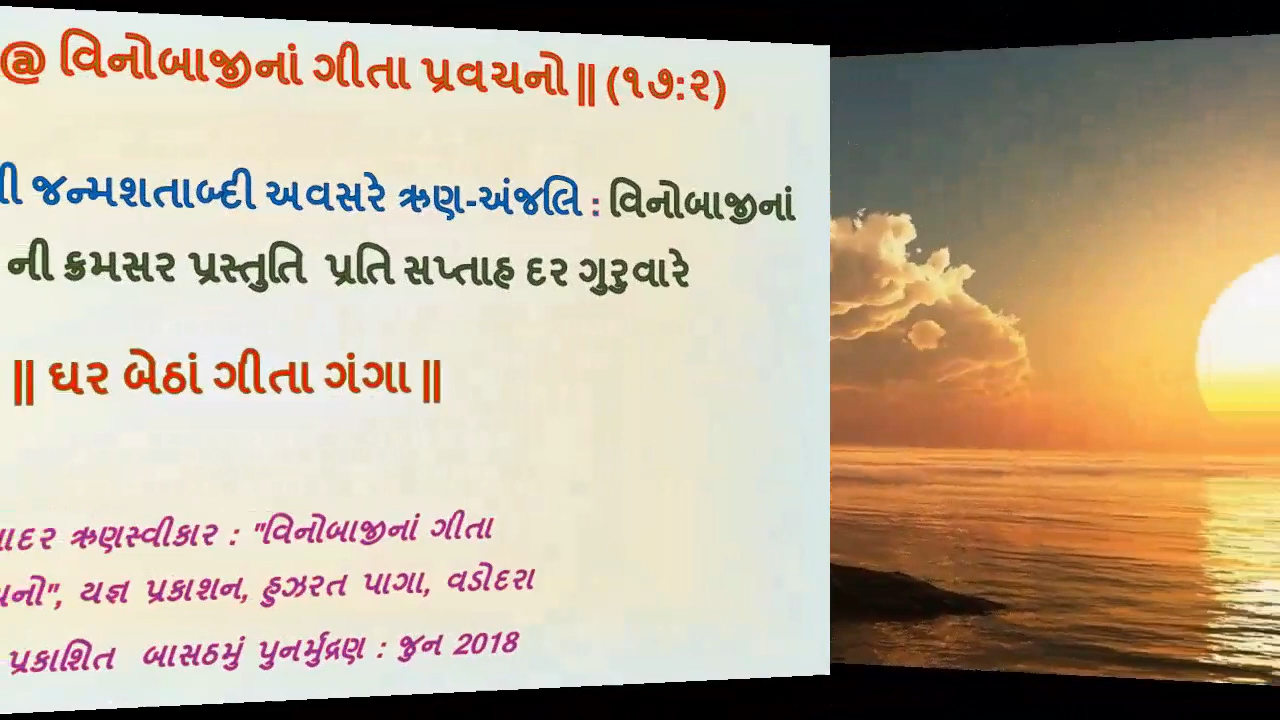 @ વિનોબાજીનાં ગીતા પ્રવચનો || (૧૭:૨)
જન્મશતાબ્દી અવસરે ઋણ-અંજલિ : વિનોબાજીનાં
ની ક્રમસર પ્રસ્તુતિ પ્રતિ સપ્તાહ દર ગુરુવારે
|| ઘર બેઠાં ગીતા ગંગા ||
ઋણસ્વીકાર : "વિનોબાજીનાં ગીતા
યજ્ઞ પ્રકાશન, હુઝરત પાગા, વડોદરા
પ્રકાશિત બાસઠમું પુનર્મુદ્રણ : જુન 2018